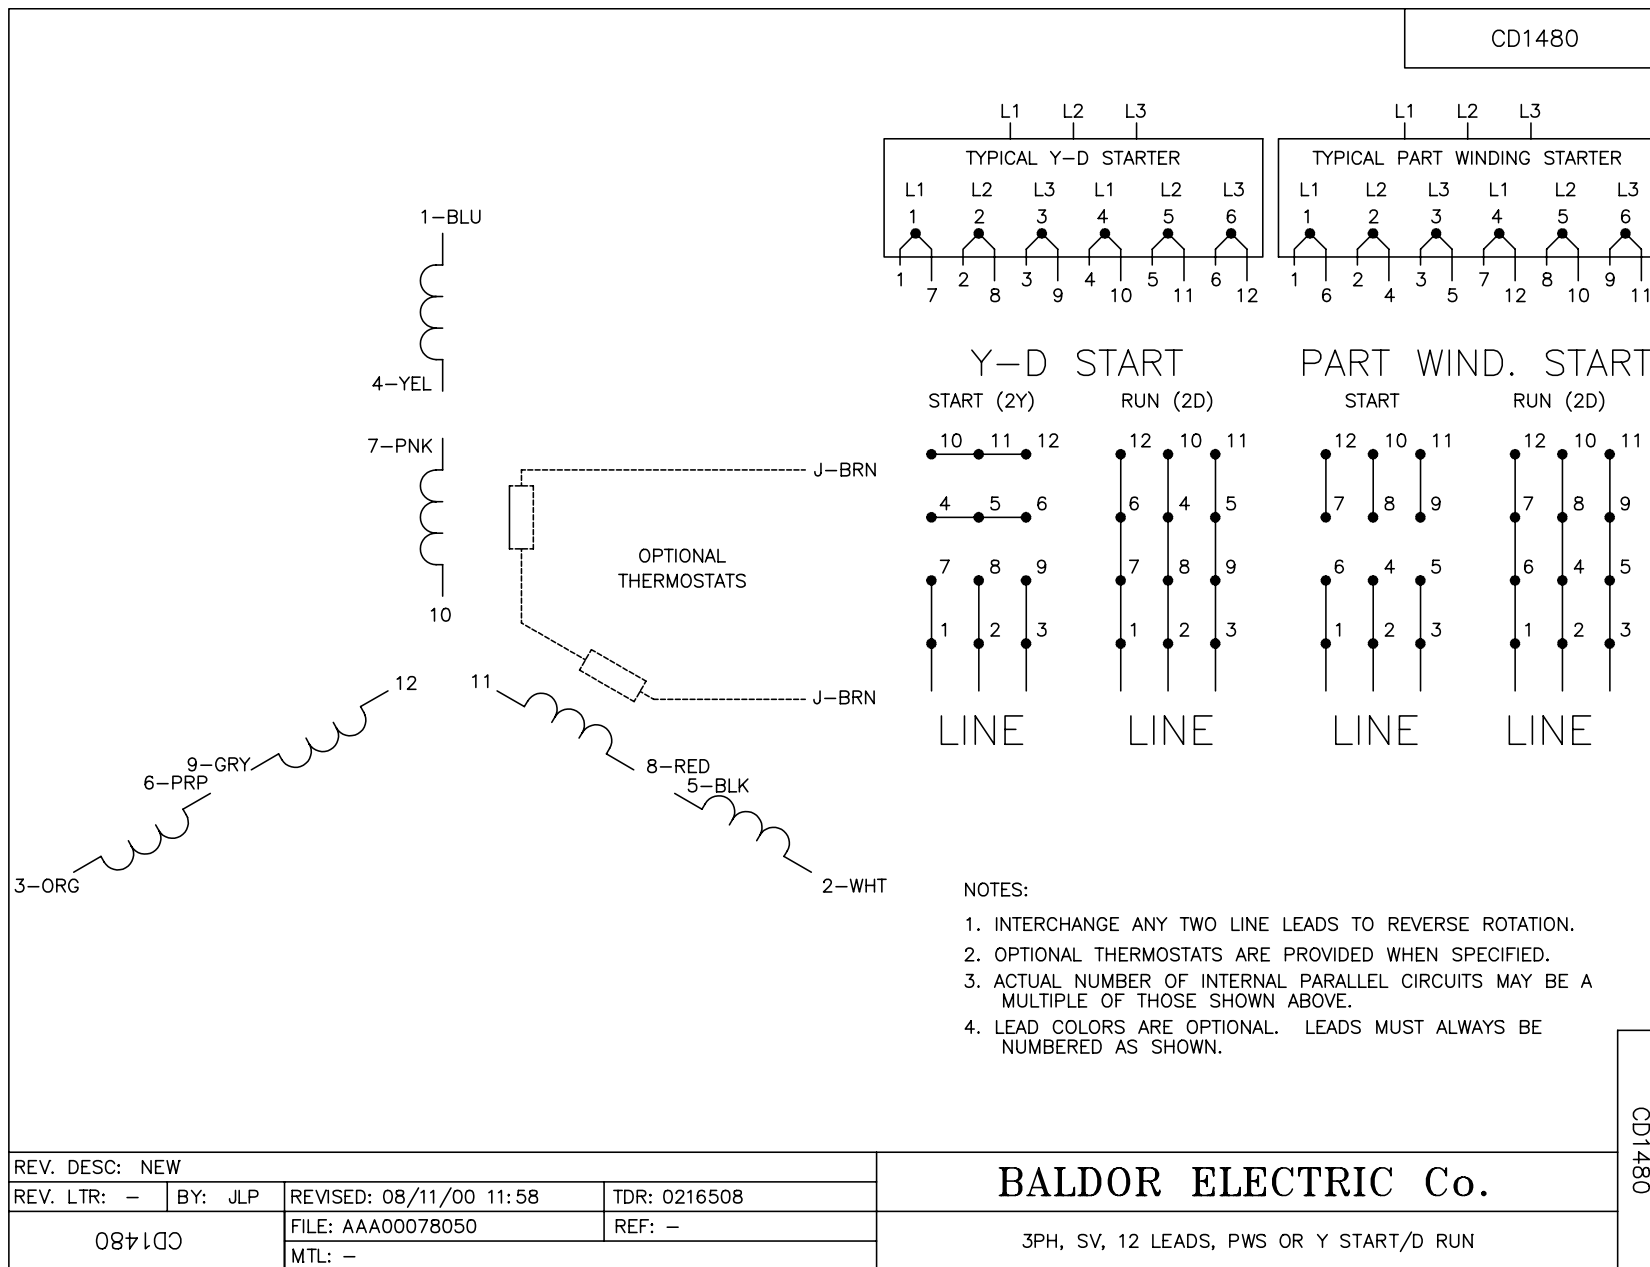 CD1480
L1 L2 L3
TYPICAL Y-D STARTER
L1 L2 L3 L1 L2 L3
1 2 3 4 5 6
1 7 2 8 3 9 4 10 5 11 6 12
L1 L2 L3
TYPICAL PART WINDING STARTER
L1 L2 L3 L1 L2 L3
1 2 3 4 5 6
1 6 2 4 3 5 7 12 8 10 9 11
1-BLU
4-YEL
7-PNK
10
12
11
9-GRY
6-PRP
3-ORG
8-RED
5-BLK
2-WHT
J-BRN
OPTIONAL
THERMOSTATS
J-BRN
Y-D START
START (2Y)
10 11 12
4 5 6
7 8 9
1 2 3
LINE
RUN (2D)
12 10 11
6 4 5
7 8 9
1 2 3
LINE
PART WIND. START
START
12 10 11
7 8 9
6 4 5
1 2 3
LINE
RUN (2D)
12 10 11
7 8 9
6 4 5
1 2 3
LINE
NOTES:
1. INTERCHANGE ANY TWO LINE LEADS TO REVERSE ROTATION.
2. OPTIONAL THERMOSTATS ARE PROVIDED WHEN SPECIFIED.
3. ACTUAL NUMBER OF INTERNAL PARALLEL CIRCUITS MAY BE A
MULTIPLE OF THOSE SHOWN ABOVE.
4. LEAD COLORS ARE OPTIONAL. LEADS MUST ALWAYS BE
NUMBERED AS SHOWN.
CD1480
REV. DESC: NEW
REV. LTR: - BY: JLP REVISED: 08/11/00 11:58 TDR: 0216508
FILE: AAA00078050 REF: -
MTL: -
CD1480
BALDOR ELECTRIC Co.
3PH, SV, 12 LEADS, PWS OR Y START/D RUN